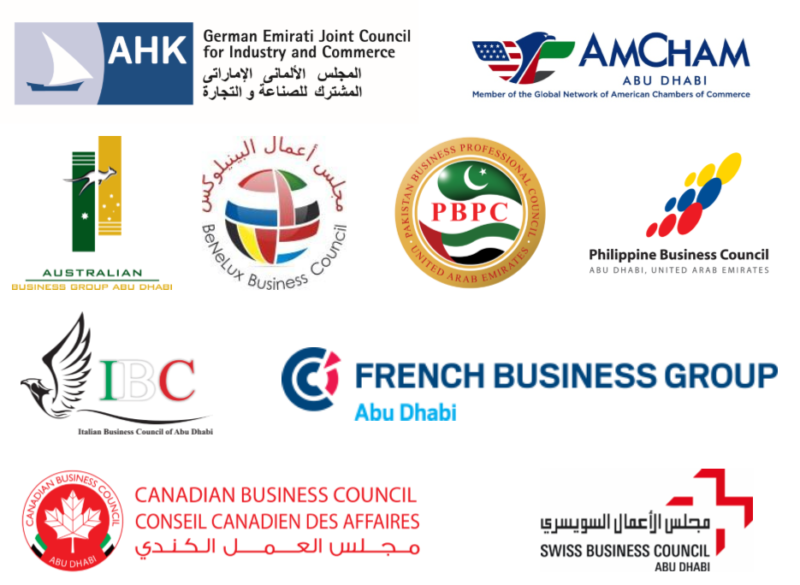 AHK
German Emirati Joint Council
for Industry and Commerce
المجلس الألماني الإماراتي
المشترك للصناعة و التجارة
AMCHAM
ABU DHABI
Member of the Global Network of American Chambers of Commerce
AUSTRALIAN
BUSINESS GROUP ABU DHABI
مجلس أعمال البينيلوكس
BeNeLux Business Council
PAKISTAN BUSINESS PROFESSIONAL COUNCIL
PBPC
UNITED ARAB EMIRATES
Philippine Business Council
ABU DHABI, UNITED ARAB EMIRATES
IBC
Italian Business Council of Abu Dhabi
FRENCH BUSINESS GROUP
Abu Dhabi
CANADIAN BUSINESS COUNCIL
ABU DHABI
CANADIAN BUSINESS COUNCIL
CONSEIL CANADIEN DES AFFAIRES
مجلس العمل الكندي
مجلس الأعمال السويسري
SWISS BUSINESS COUNCIL
ABU DHABI